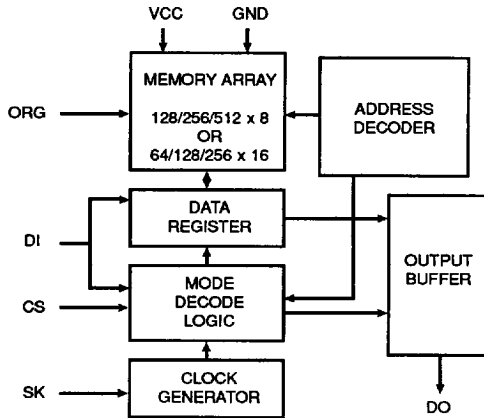 VCC GND
MEMORY ARRAY
128/256/512 x 8
OR
64/128/256 x 16
ADDRESS
DECODER
ORG
DATA
REGISTER
DI
MODE
DECODE
LOGIC
CS
OUTPUT
BUFFER
CLOCK
GENERATOR
SK
DO